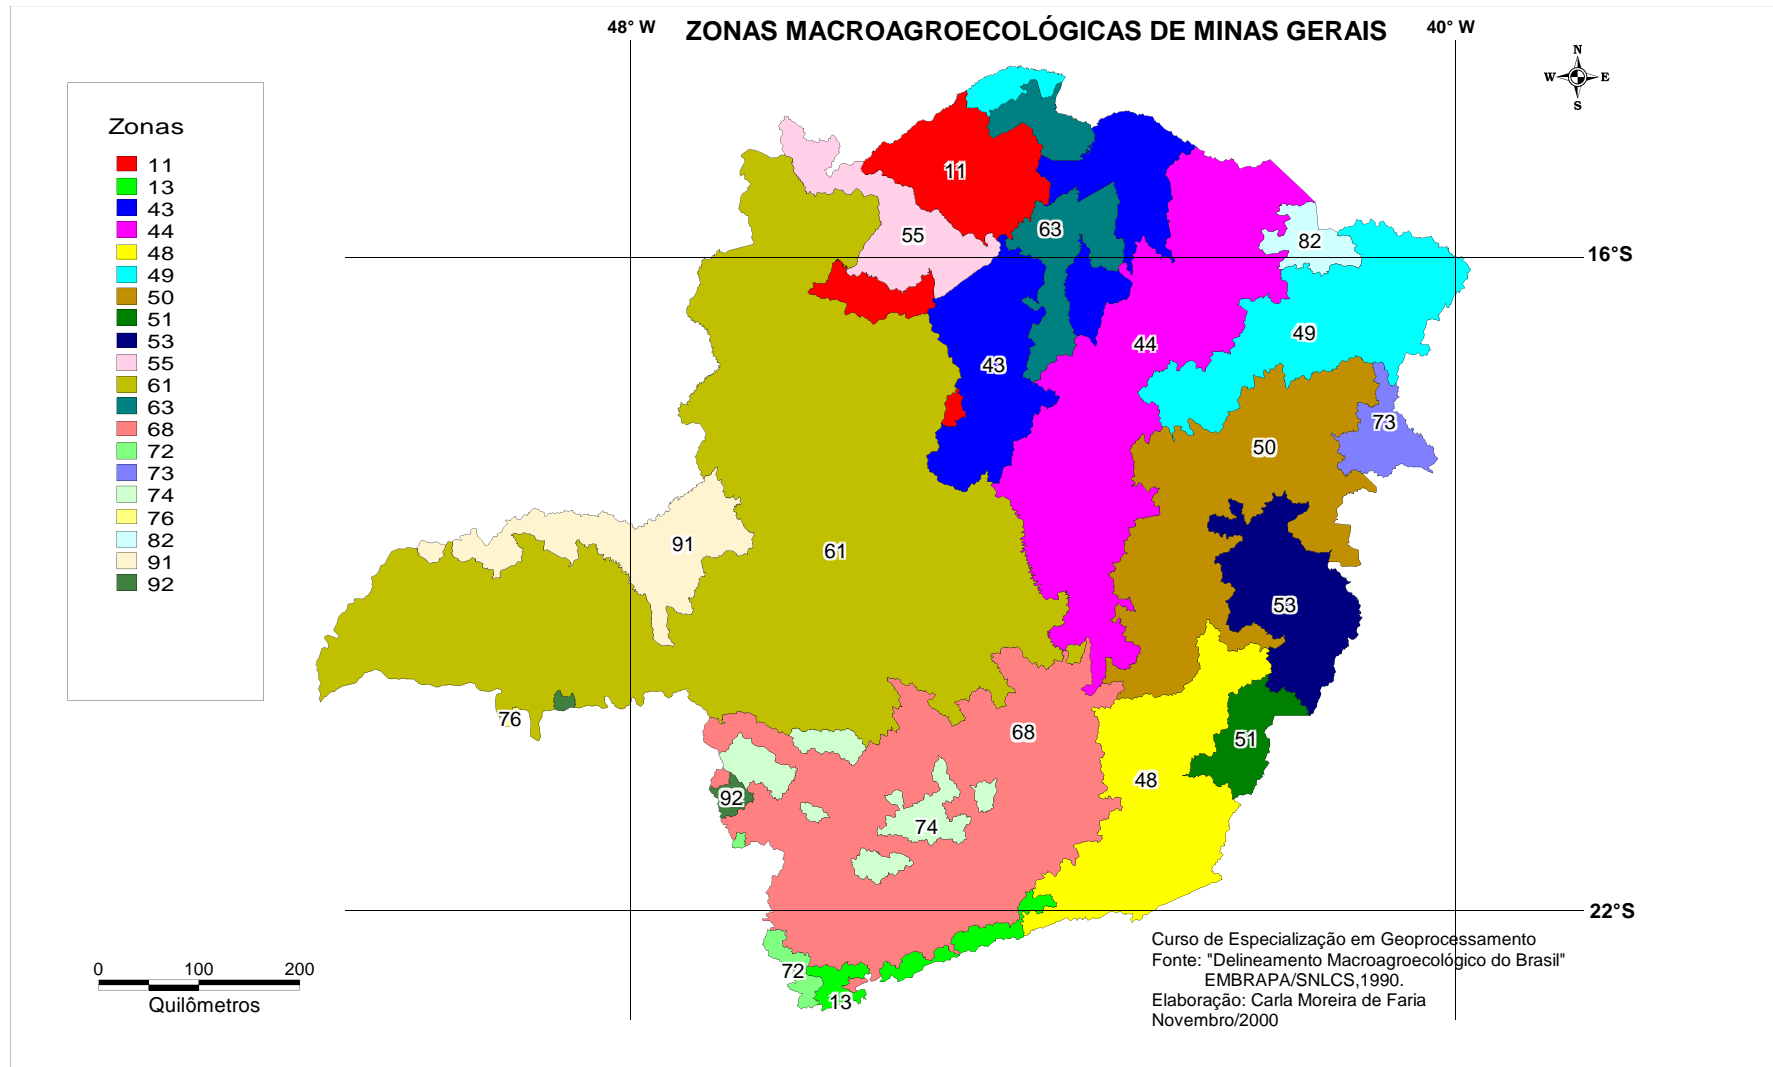 48° W
ZONAS MACROAGROECOLÓGICAS DE MINAS GERAIS
40° W
N
W E
S
Zonas
11
13
43
44
48
49
50
51
53
55
61
63
68
72
73
74
76
82
91
92
11
55
63
82
16°S
49
44
43
73
50
91
61
53
76
68
51
48
92
74
22°S
72
13
0 100 200
Quilômetros
Curso de Especialização em Geoprocessamento
Fonte: "Delineamento Macroagroecológico do Brasil"
EMBRAPA/SNLCS,1990.
Elaboração: Carla Moreira de Faria
Novembro/2000